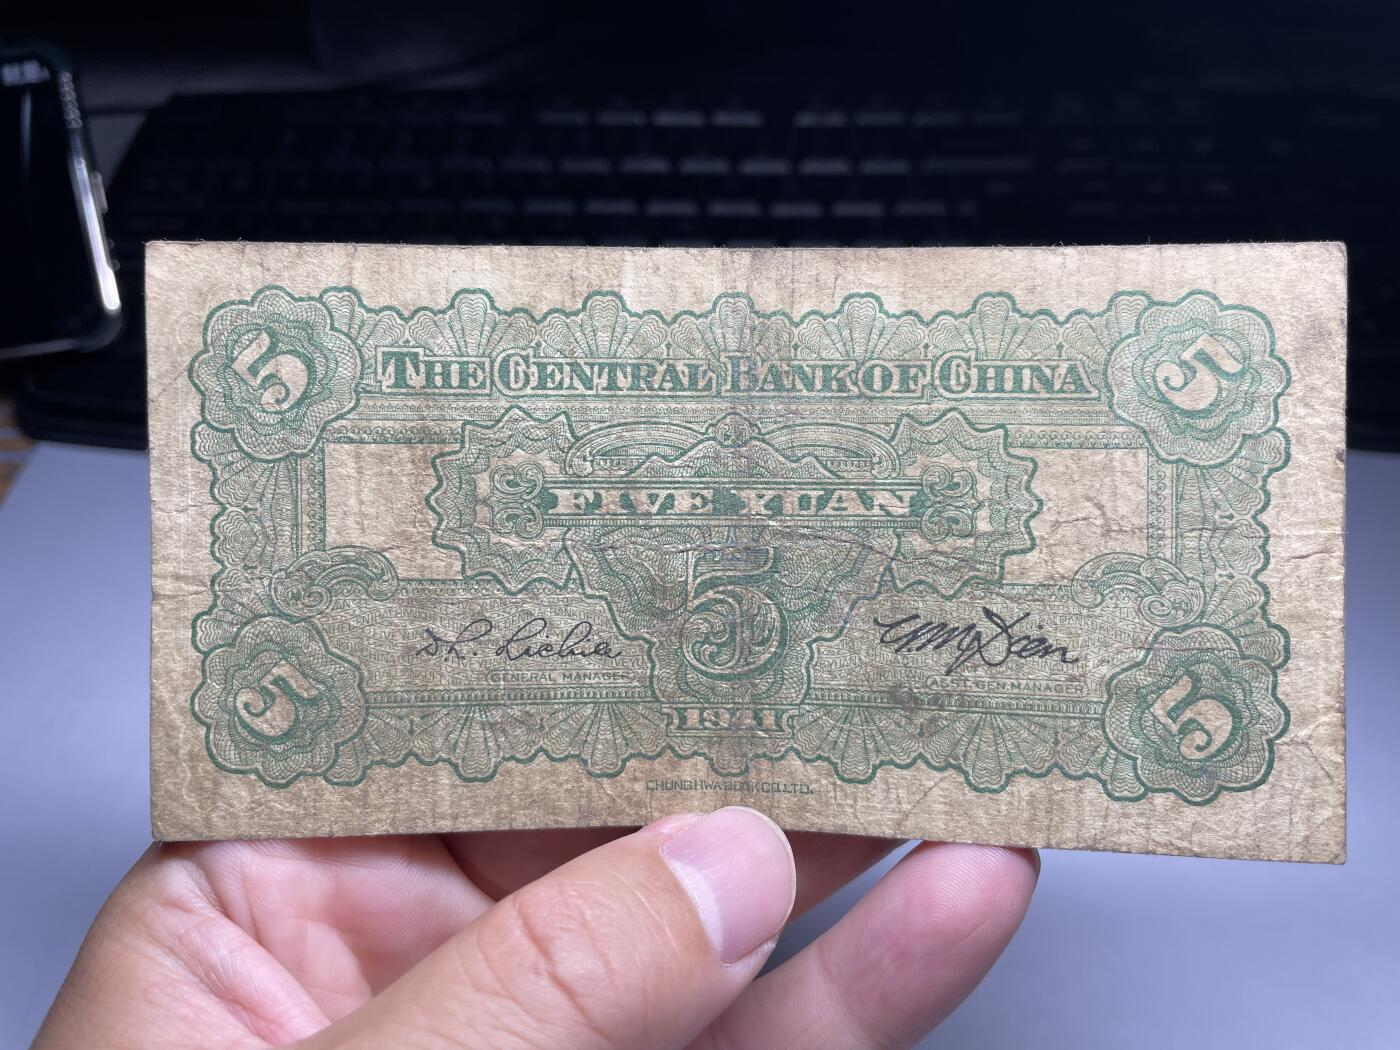 5 5
THE CENTRAL BANK OF CHINA
FIVE YUAN
5
GENERAL MANAGER
ASST. GEN. MANAGER
5 5
1941
CHUNG HWA BOOK CO. LTD.